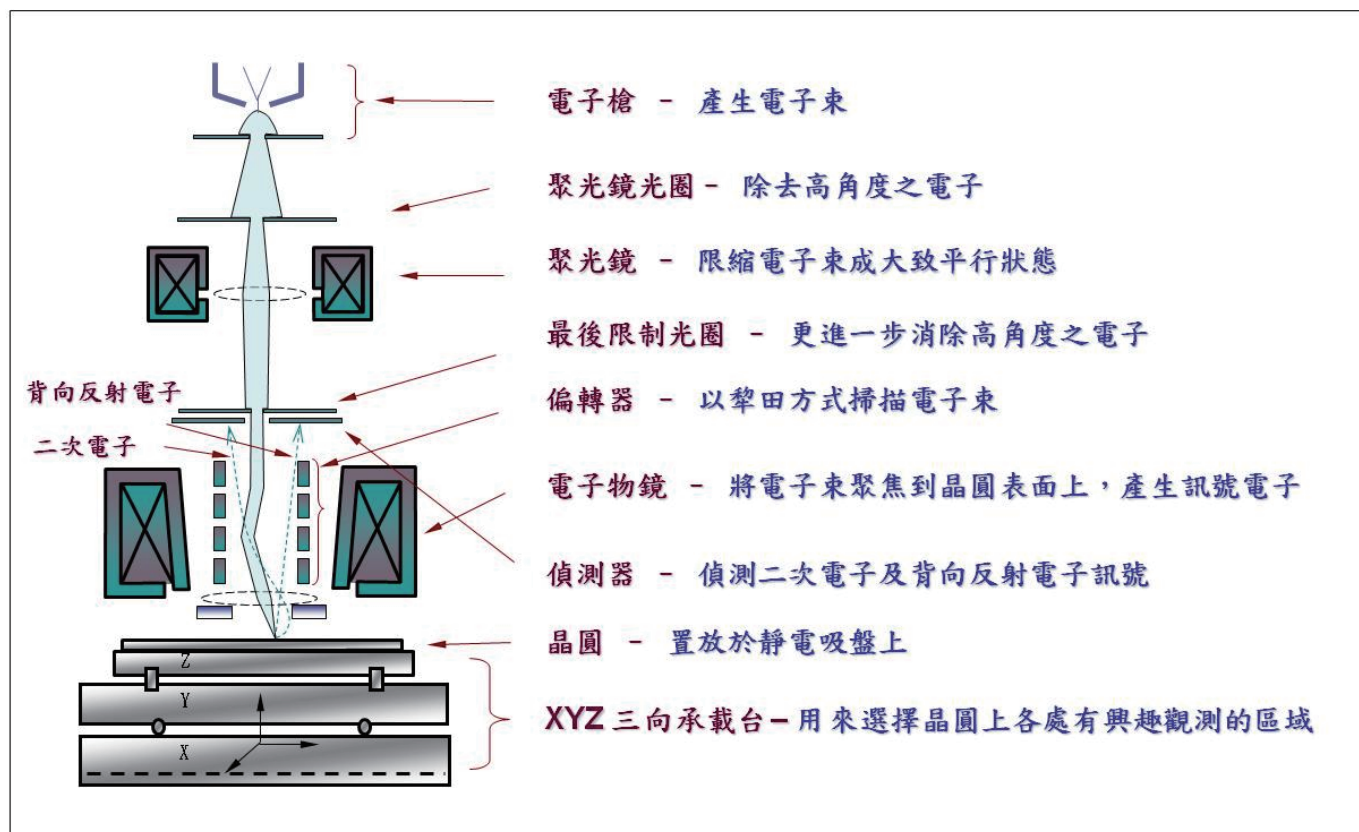 電子槍 - 產生電子束
聚光鏡光圈 - 除去高角度之電子
聚光鏡 - 限縮電子束成大致平行狀態
最後限制光圈 - 更進一步消除高角度之電子
背向反射電子
偏轉器 - 以犁田方式掃描電子束
二次電子
電子物鏡 - 將電子束聚焦到晶圓表面上，產生訊號電子
偵測器 - 偵測二次電子及背向反射電子訊號
晶圓 - 置放於靜電吸盤上
Z
Y
XYZ 三向承載台 – 用來選擇晶圓上各處有興趣觀測的區域
X